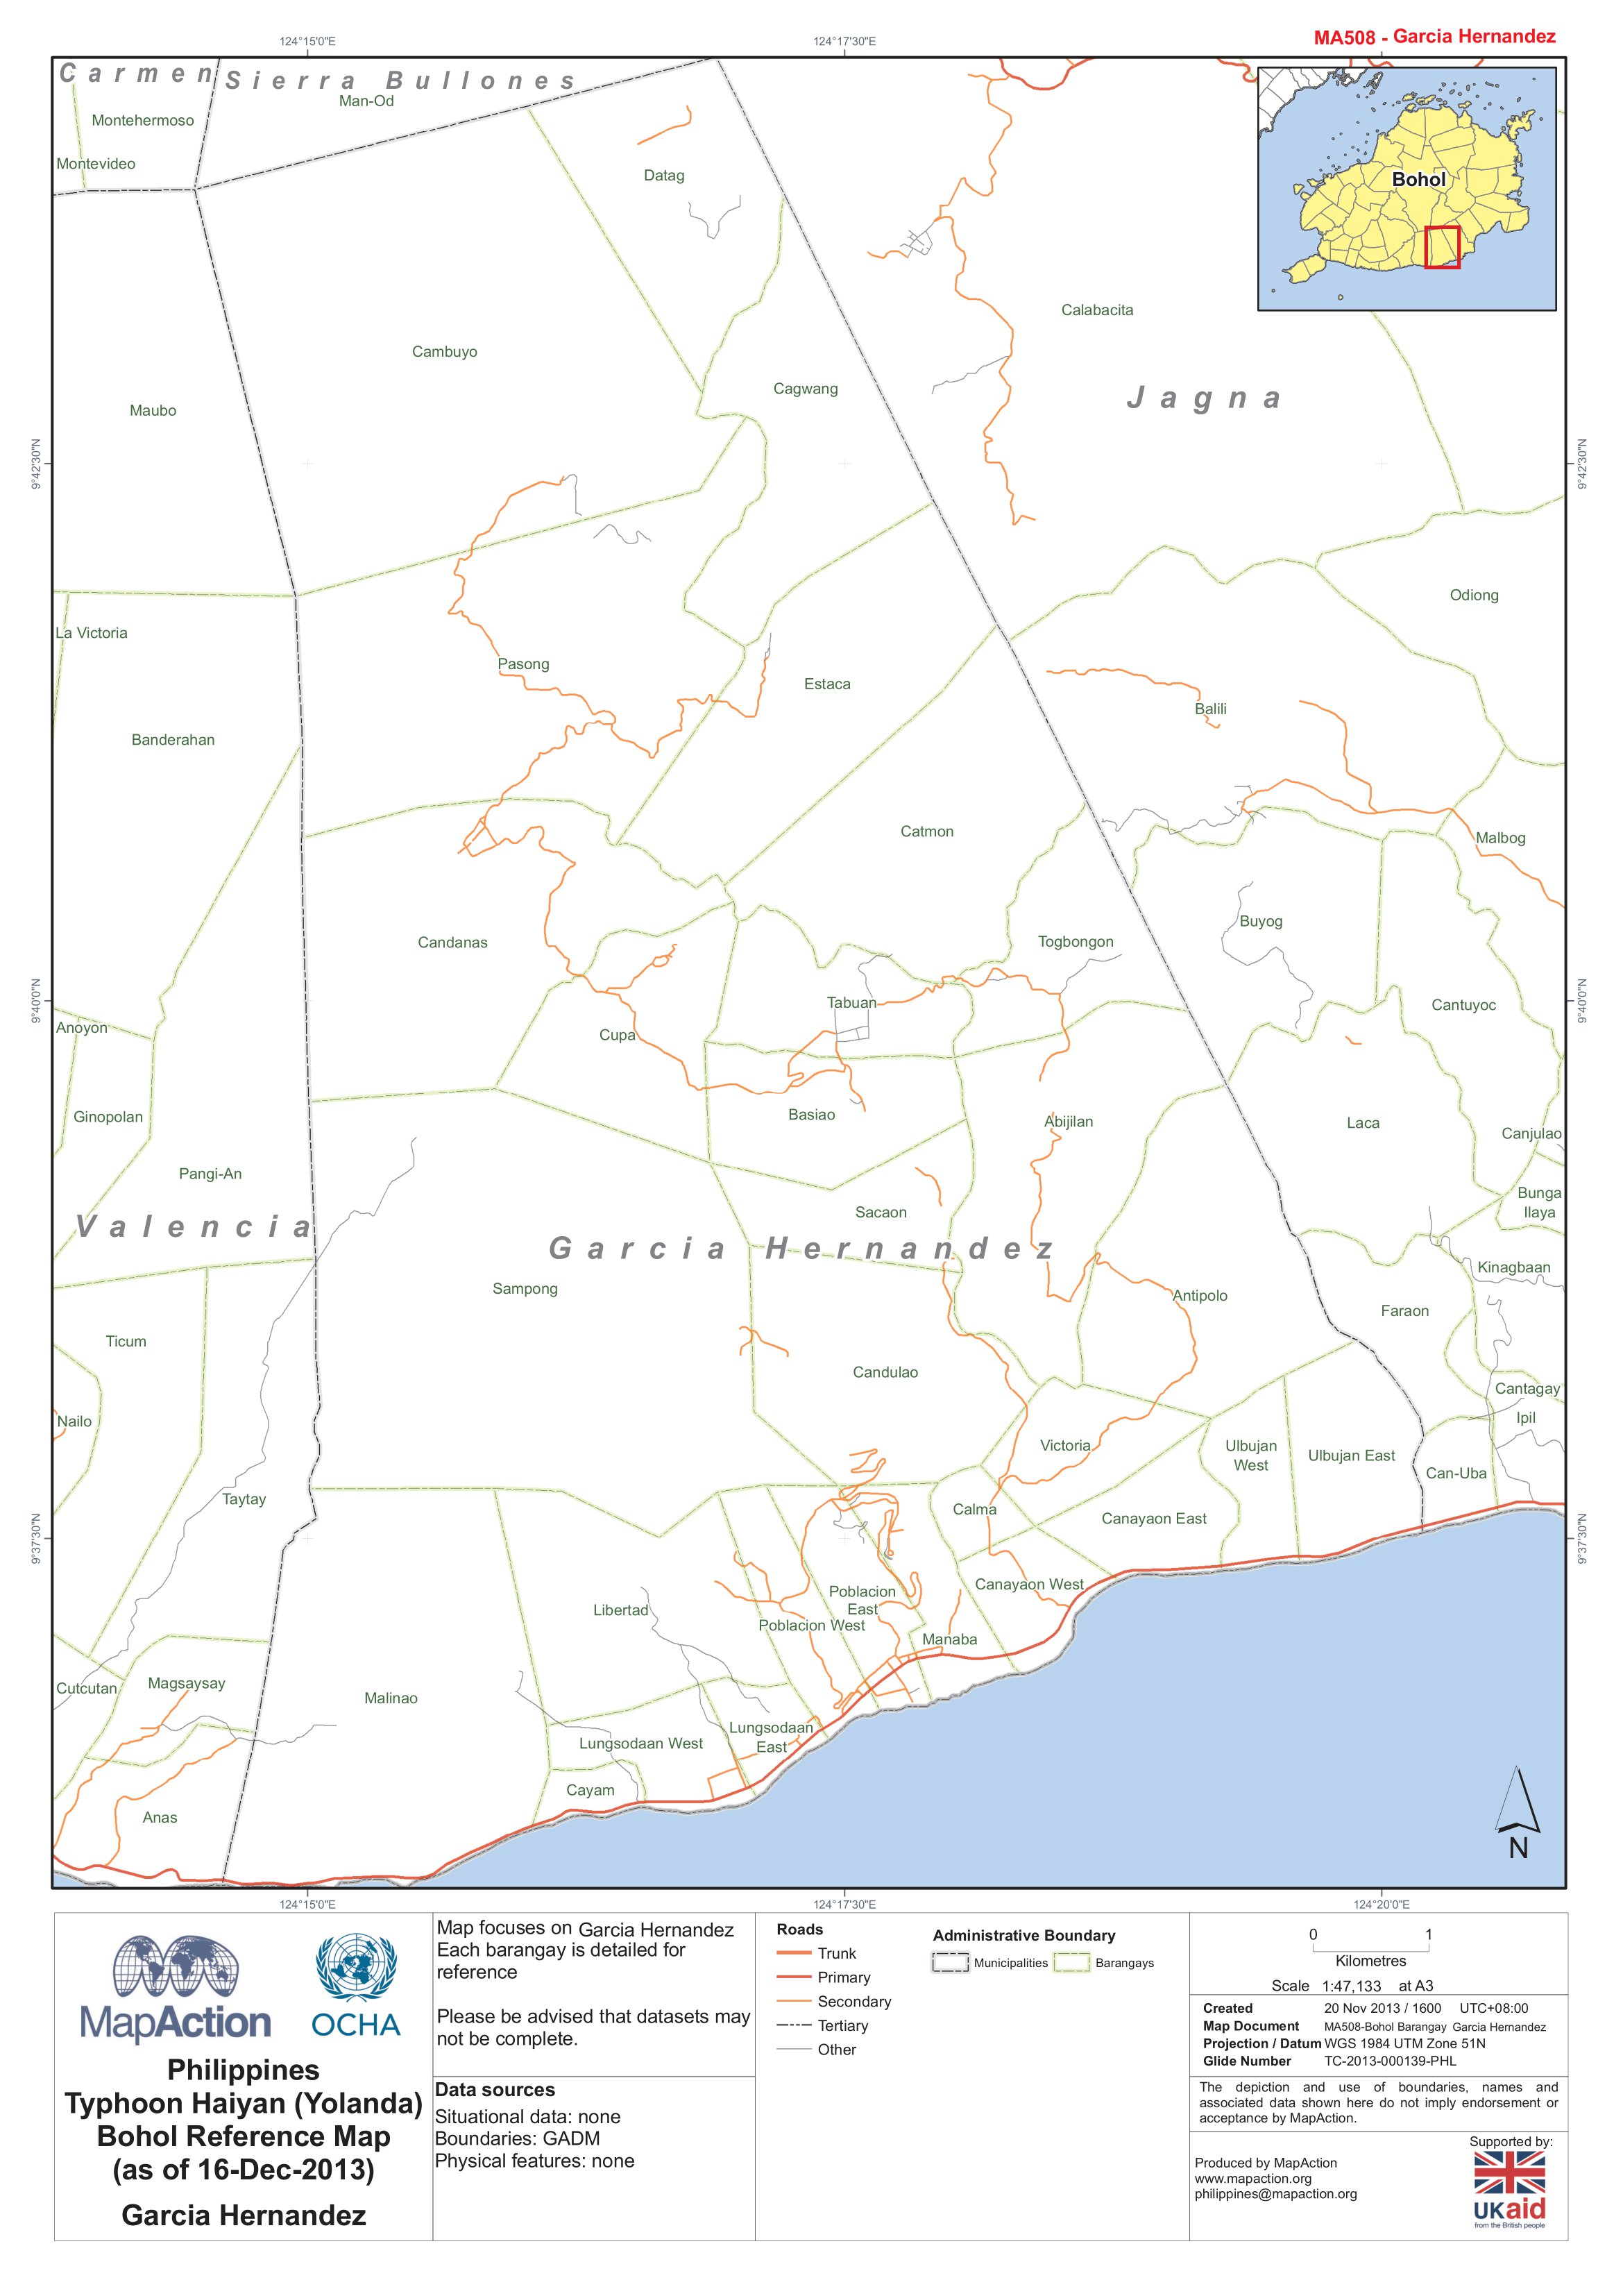 MA508 - Garcia Hernandez
124°15'0"E
124°17'30"E
Carmen
Sierra Bullones
Man-Od
Montehermoso
Montevideo
Datag
Bohol
Calabacita
Cambuyo
Cagwang
Jagna
Maubo
9°42'30"N
9°42'30"N
Odiong
La Victoria
Pasong
Estaca
Balili
Banderahan
Catmon
Malbog
Buyog
Candanas
Togbongon
9°40'0"N
Tabuan
Cantuyoc
9°40'0"N
Anoyon
Cupa
Ginopolan
Basiao
Abijilan
Laca
Canjulao
Pangi-An
Bunga
Ilaya
Sacaon
Valencia
Garcia Hernandez
Kinagbaan
Sampong
Antipolo
Faraon
Ticum
Candulao
Cantagay
Nailo
Ipil
Victoria
Ulbujan
West
Ulbujan East
Can-Uba
Taytay
Calma
Canayaon East
9°37'30"N
9°37'30"N
Canayaon West
Poblacion
East
Libertad
Poblacion West
Manaba
Cutcutan
Magsaysay
Malinao
Lungsodaan
East
Lungsodaan West
Cayam
Anas
N
124°15'0"E
124°17'30"E
124°20'0"E
MapAction
OCHA
Philippines
Typhoon Haiyan (Yolanda)
Bohol Reference Map
(as of 16-Dec-2013)
Garcia Hernandez
Map focuses on Garcia Hernandez
Each barangay is detailed for
reference
Please be advised that datasets may
not be complete.
Data sources
Situational data: none
Boundaries: GADM
Physical features: none
Roads
Trunk
Primary
Secondary
Tertiary
Other
Administrative Boundary
Municipalities
Barangays
0 1
Kilometres
Scale 1:47,133 at A3
Created 20 Nov 2013 / 1600 UTC+08:00
Map Document MA508-Bohol Barangay Garcia Hernandez
Projection / Datum WGS 1984 UTM Zone 51N
Glide Number TC-2013-000139-PHL
The depiction and use of boundaries, names and
associated data shown here do not imply endorsement or
acceptance by MapAction.
Produced by MapAction
www.mapaction.org
philippines@mapaction.org
Supported by:
UKaid
from the British people